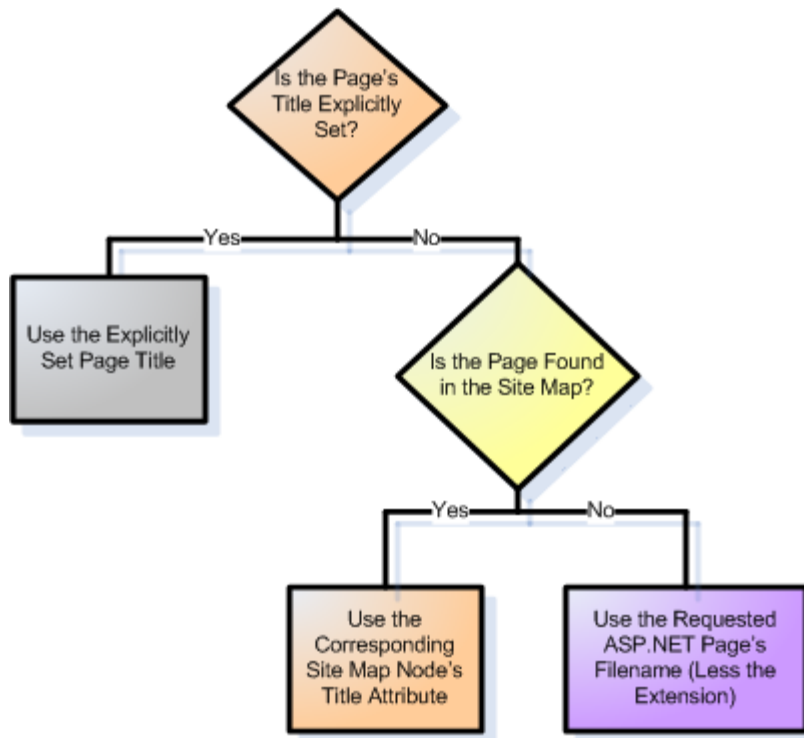 Is the Page's
Title Explicitly
Set?
Yes
No
Use the Explicitly
Set Page Title
Is the Page Found
in the Site Map?
Yes
No
Use the
Corresponding
Site Map Node's
Title Attribute
Use the Requested
ASP.NET Page's
Filename (Less the
Extension)